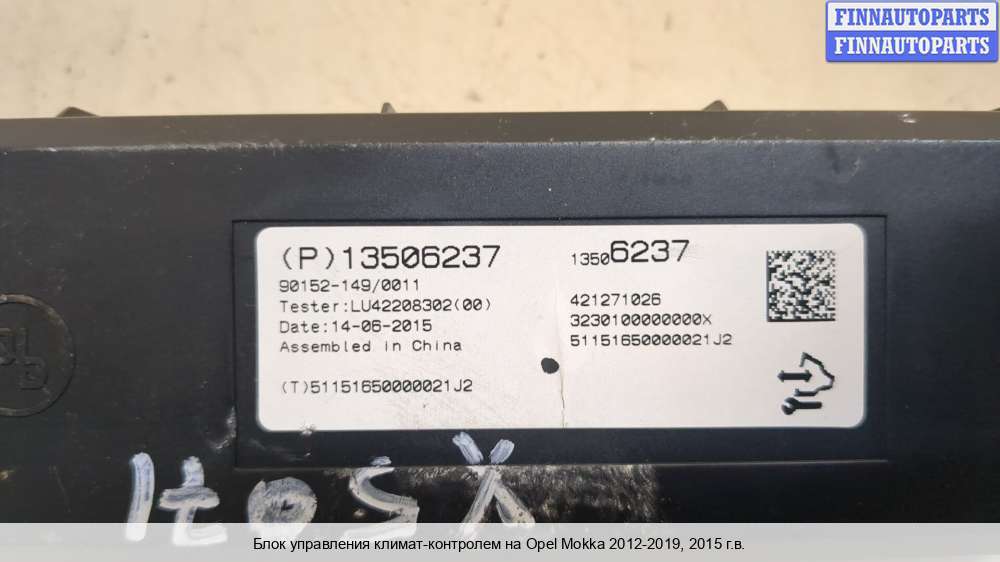 FINNAUTOPARTS
FINNAUTOPARTS
(P)13506237
13506237
90152-149/0011
Tester:LU42208302(00)
Date:14-06-2015
Assembled in China
421271026
3230100000000X
51151650000021J2
(T)51151650000021J2
Блок управления климат-контролем на Opel Mokka 2012-2019, 2015 г.в.